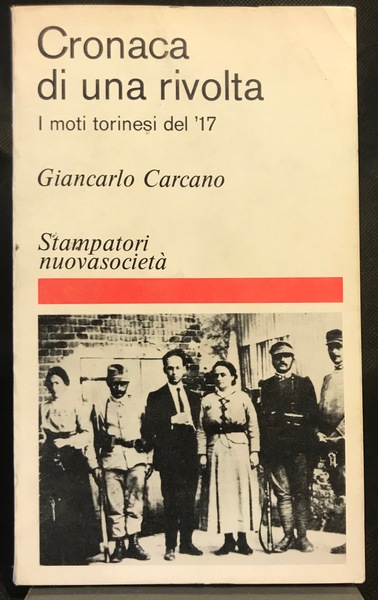 Cronaca
di una rivolta
I moti torinesi del '17
Giancarlo Carcano
Stampatori
nuovasocietà